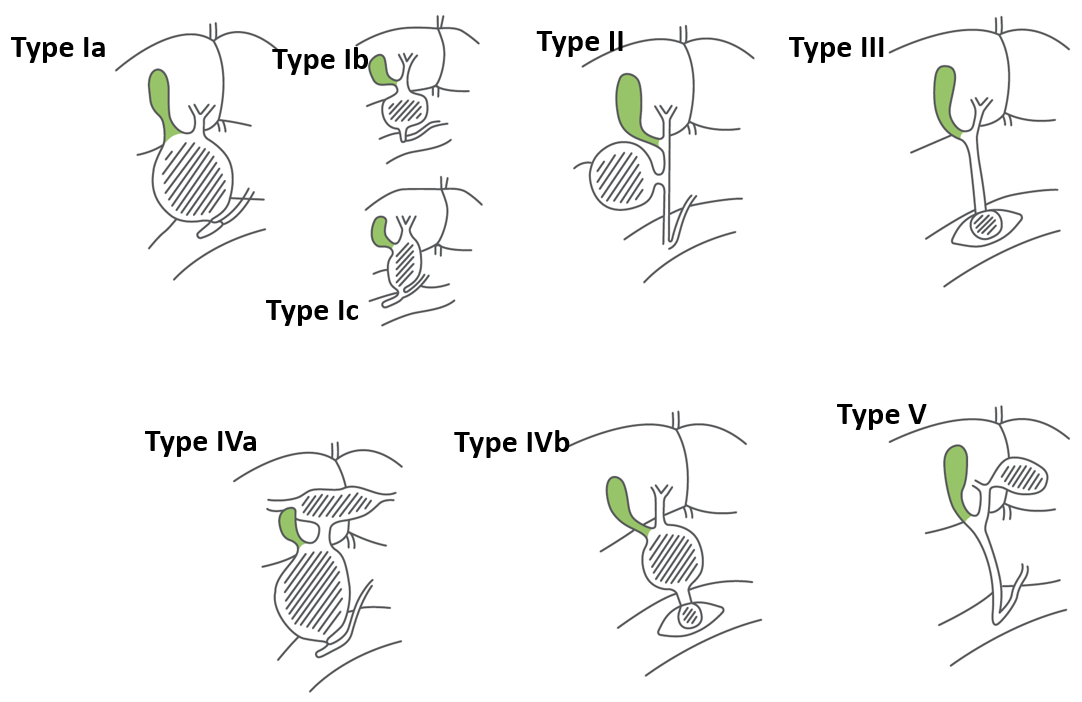 Type Ia
Type Ib
Type II
Type III
Type Ic
Type IVa
Type IVb
Type V